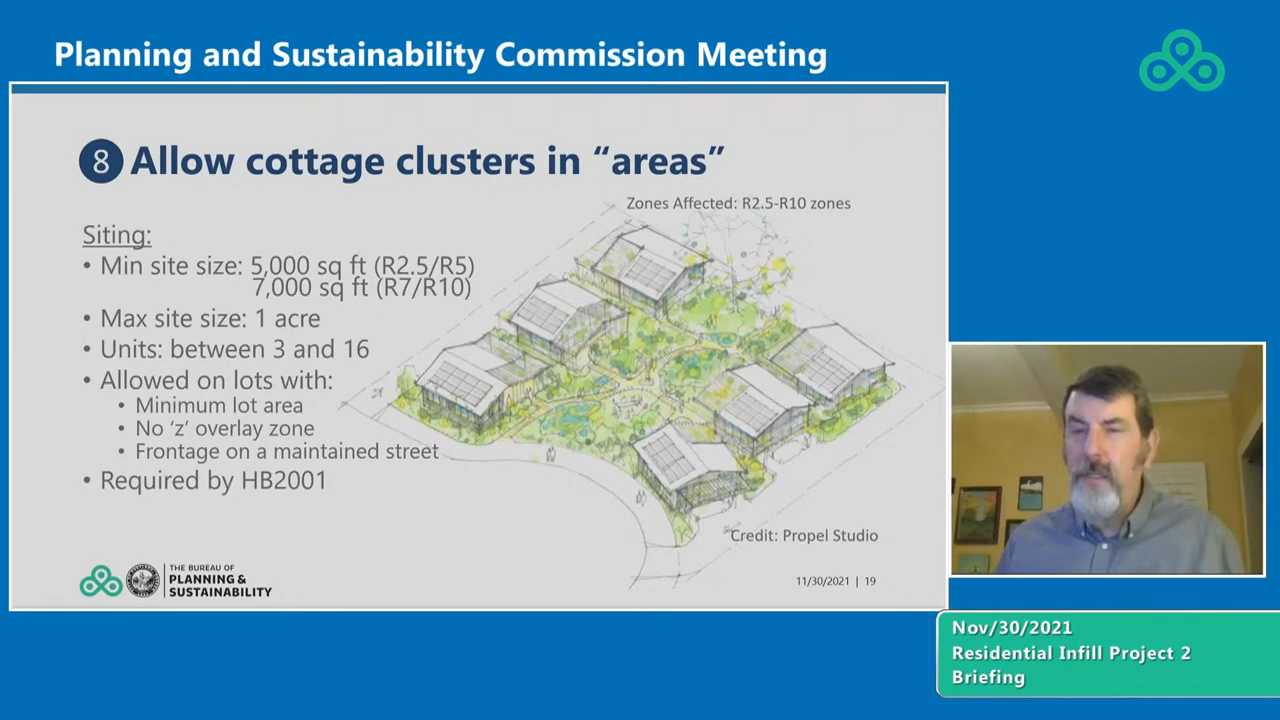 Planning and Sustainability Commission Meeting
8 Allow cottage clusters in “areas”
Zones Affected: R2.5-R10 zones
Siting:
• Min site size: 5,000 sq ft (R2.5/R5)
7,000 sq ft (R7/R10)
• Max site size: 1 acre
• Units: between 3 and 16
• Allowed on lots with:
• Minimum lot area
• No ‘z’ overlay zone
• Frontage on a maintained street
• Required by HB2001
Credit: Propel Studio
THE BUREAU OF
PLANNING &
SUSTAINABILITY
11/30/2021 | 19
Nov/30/2021
Residential Infill Project 2
Briefing